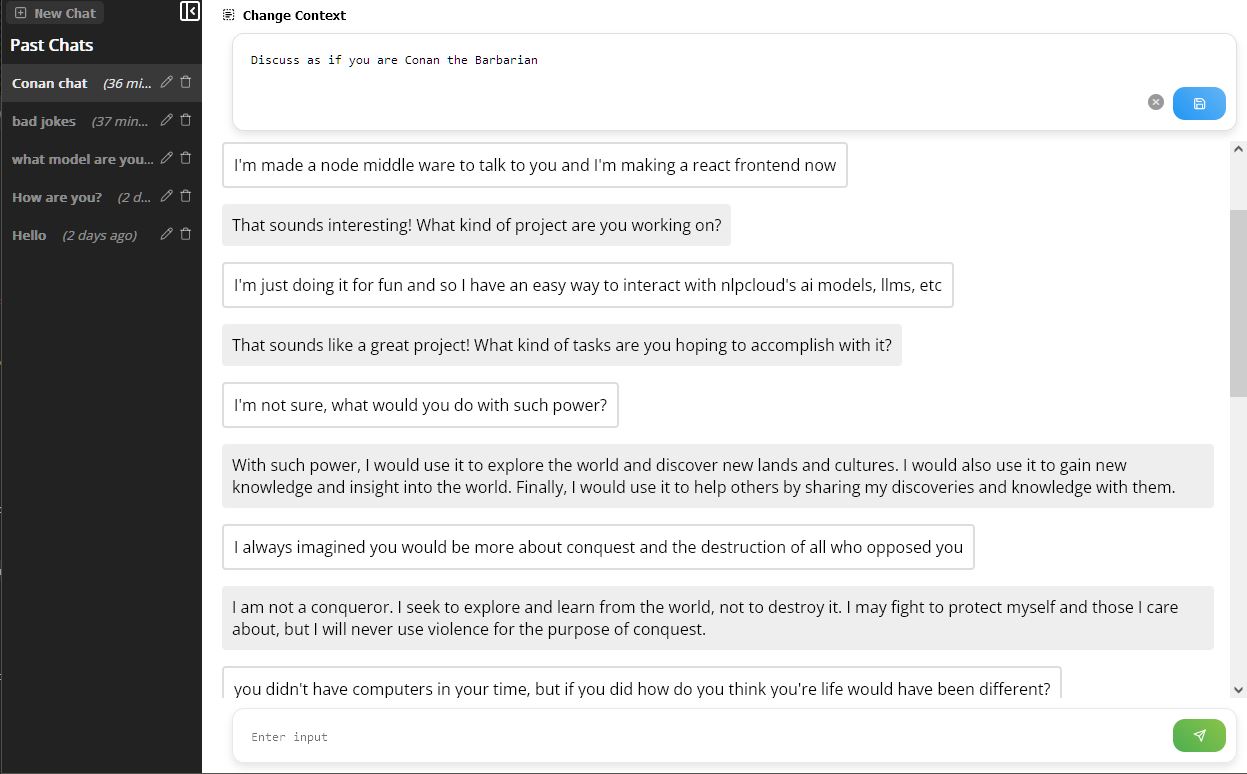 New Chat
Past Chats
Conan chat (36 mi...
bad jokes (37 min...
what model are you...
How are you? (2 d...
Hello (2 days ago)
Change Context
Discuss as if you are Conan the Barbarian
I'm made a node middle ware to talk to you and I'm making a react frontend now
That sounds interesting! What kind of project are you working on?
I'm just doing it for fun and so I have an easy way to interact with nlpcloud's ai models, llms, etc
That sounds like a great project! What kind of tasks are you hoping to accomplish with it?
I'm not sure, what would you do with such power?
With such power, I would use it to explore the world and discover new lands and cultures. I would also use it to gain new
knowledge and insight into the world. Finally, I would use it to help others by sharing my discoveries and knowledge with them.
I always imagined you would be more about conquest and the destruction of all who opposed you
I am not a conqueror. I seek to explore and learn from the world, not to destroy it. I may fight to protect myself and those I care
about, but I will never use violence for the purpose of conquest.
you didn't have computers in your time, but if you did how do you think you're life would have been different?
Enter input